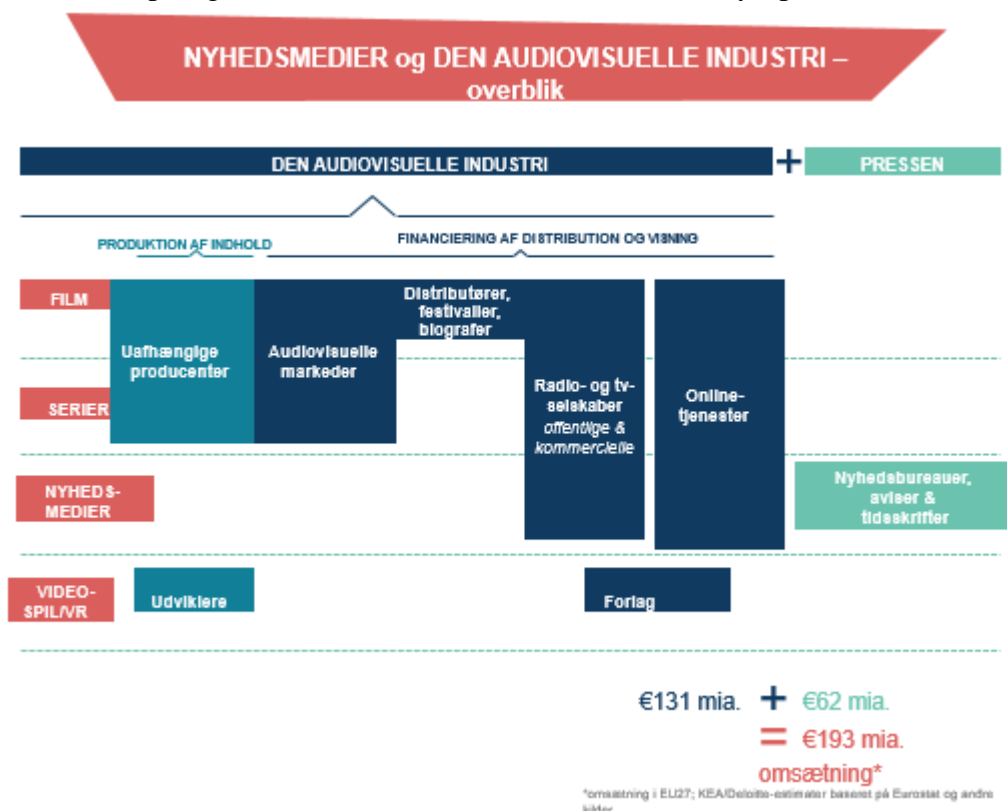 NYHEDSMEDIER og DEN AUDIOVISUELLE INDUSTRI –
overblik
DEN AUDIOVISUELLE INDUSTRI
+
PRESSEN
PRODUKTION AF INDHOLD
FINANCIERING AF DISTRIBUTION OG VISNING
FILM
Uafhængige
producenter
Audiovisuelle
markeder
Distributører,
festivaller,
biografer
SERIER
Radio- og tv-
selskaber
offentlige &
kommercielle
Online-
tjenester
NYHEDS-
MEDIER
Nyhedsbureauer,
aviser &
tidsskrifter
VIDEO-
SPIL/VR
Udviklere
Forlag
€131 mia. + €62 mia.
= €193 mia.
omsætning*
*omsætning i EU27; KEA/Deloitte-estimater baseret på Eurostat og andre